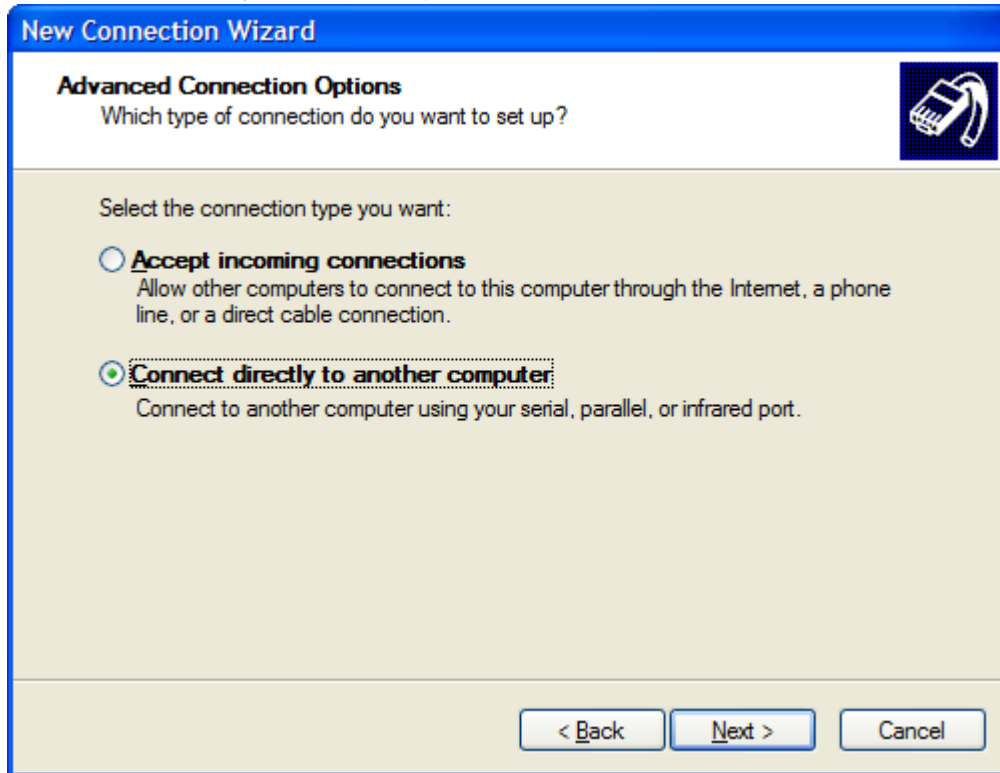 New Connection Wizard
Advanced Connection Options
Which type of connection do you want to set up?
Select the connection type you want:
Accept incoming connections
Allow other computers to connect to this computer through the Internet, a phone
line, or a direct cable connection.
Connect directly to another computer
Connect to another computer using your serial, parallel, or infrared port.
< Back Next > Cancel